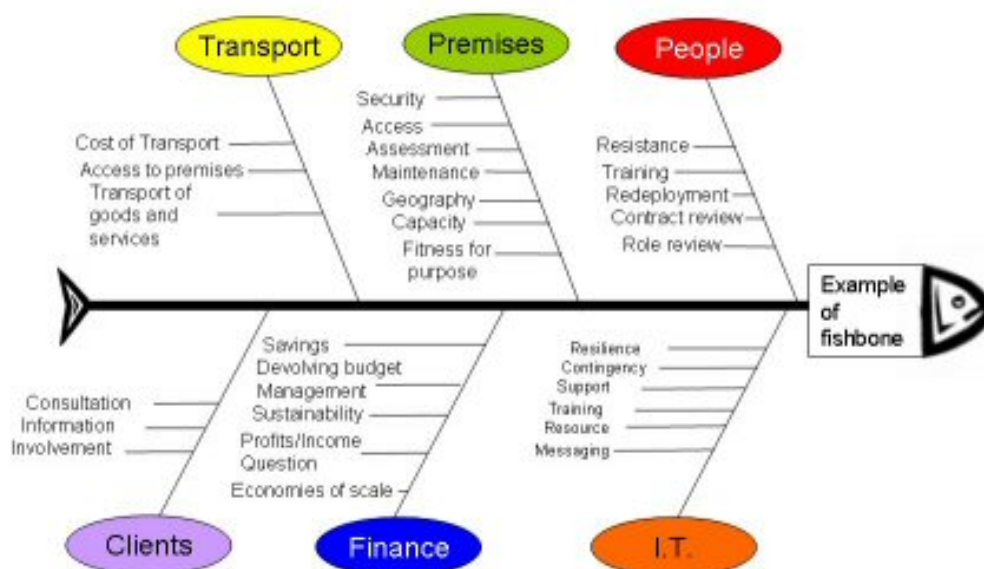 Transport
Premises
People
Cost of Transport
Access to premises
Transport of
goods and
services
Security
Access
Assessment
Maintenance
Geography
Capacity
Fitness for
purpose
Resistance
Training
Redeployment
Contract review
Role review
Example
of
fishbone
Consultation
Information
Involvement
Savings
Devolving budget
Management
Sustainability
Profits/Income
Question
Economies of scale
Resilience
Contingency
Support
Training
Resource
Messaging
Clients
Finance
I.T.